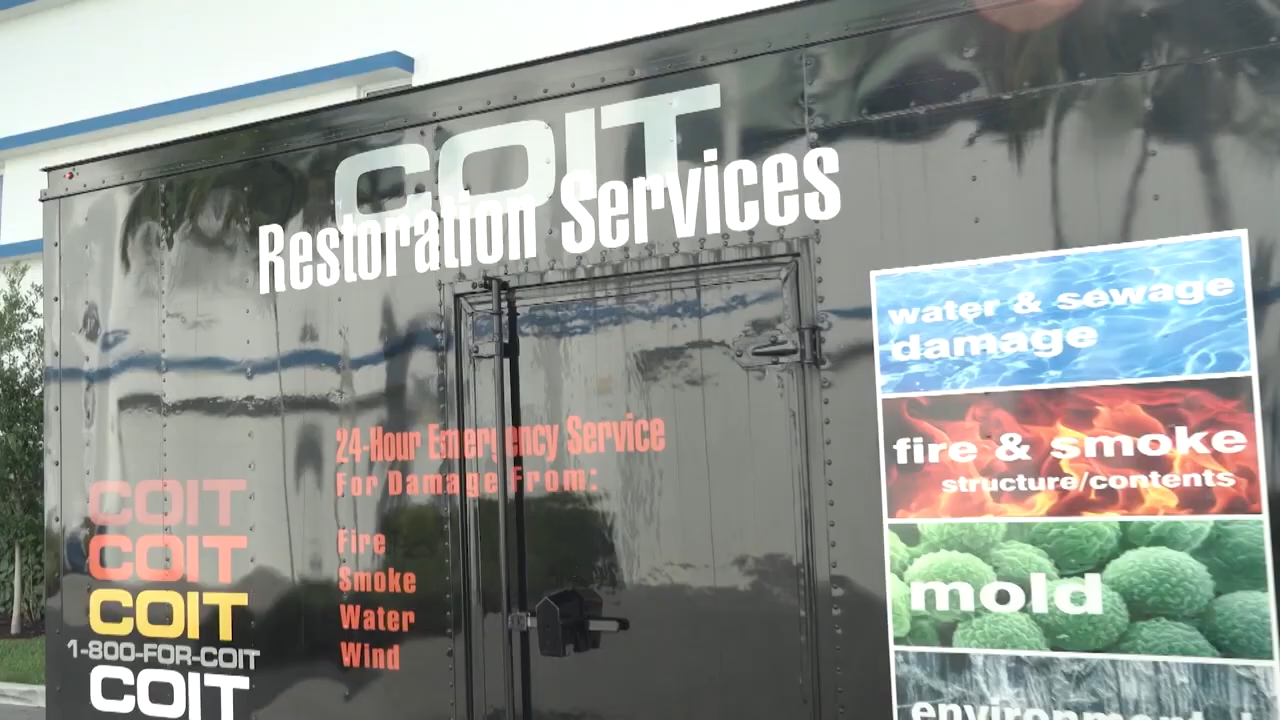 COIT
Restoration Services
24-Hour Emergency Service
For Damage From:
Fire
Smoke
Water
Wind
COIT
COIT
COIT
1-800-FOR-COIT
COIT
water & sewage
damage
fire & smoke
structure/contents
mold